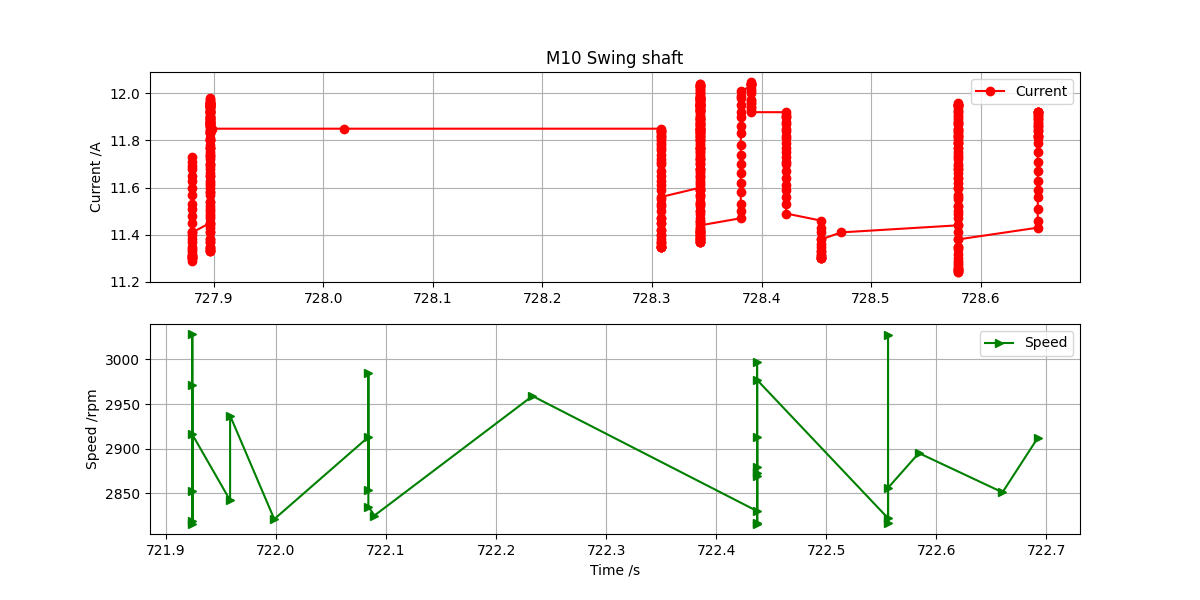 M10 Swing shaft
Current /A
12.0
11.8
11.6
11.4
11.2
Current
727.9 728.0 728.1 728.2 728.3 728.4 728.5 728.6
Speed /rpm
3000
2950
2900
2850
Speed
721.9 722.0 722.1 722.2 722.3 722.4 722.5 722.6 722.7
Time /s